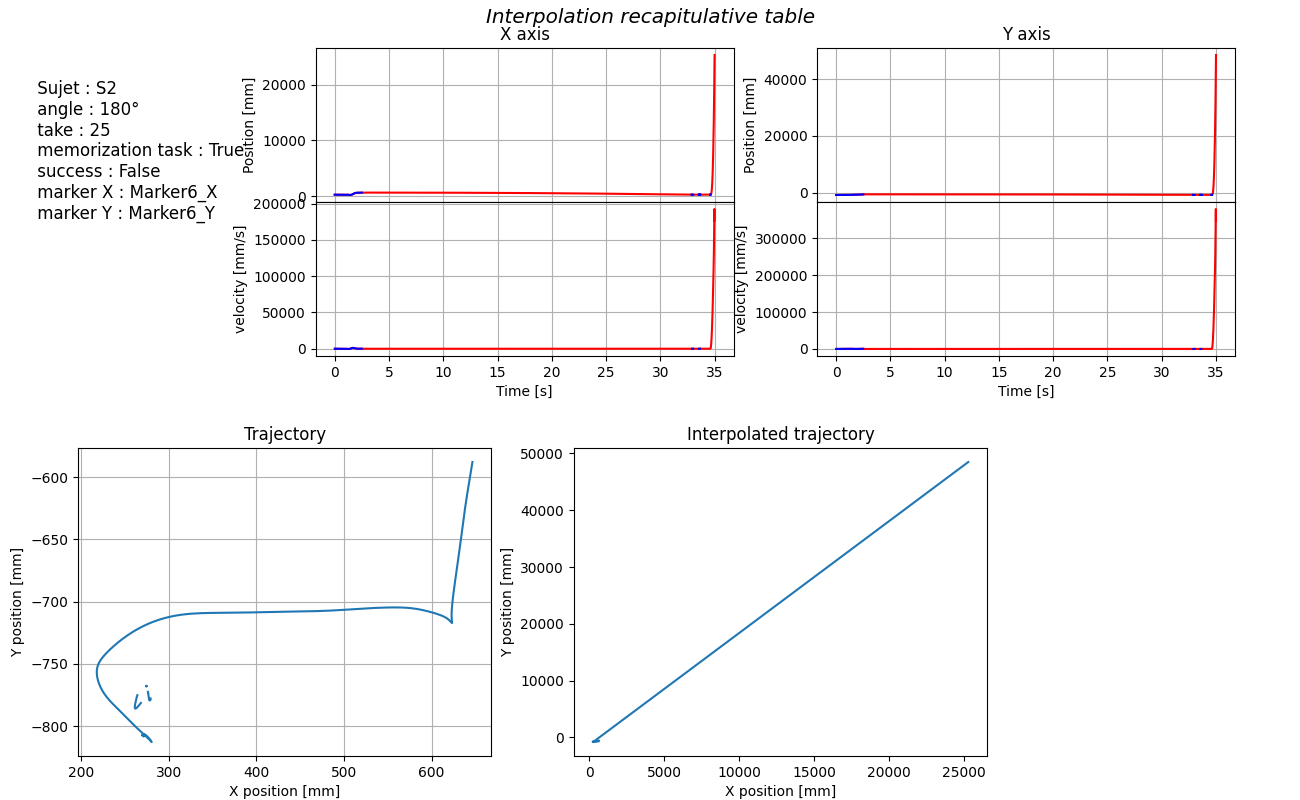 Interpolation recapitulative table
X axis
Y axis
Sujet : S2
angle : 180°
take : 25
memorization task : True
success : False
marker X : Marker6_X
marker Y : Marker6_Y
Position [mm]
20000
10000
0
Position [mm]
40000
20000
0
velocity [mm/s]
200000
150000
100000
50000
0
velocity [mm/s]
300000
200000
100000
0
0 5 10 15 20 25 30 35
Time [s]
0 5 10 15 20 25 30 35
Time [s]
Trajectory
Y position [mm]
−600
−650
−700
−750
−800
200 300 400 500 600
X position [mm]
Interpolated trajectory
Y position [mm]
50000
40000
30000
20000
10000
0
0 5000 10000 15000 20000 25000
X position [mm]